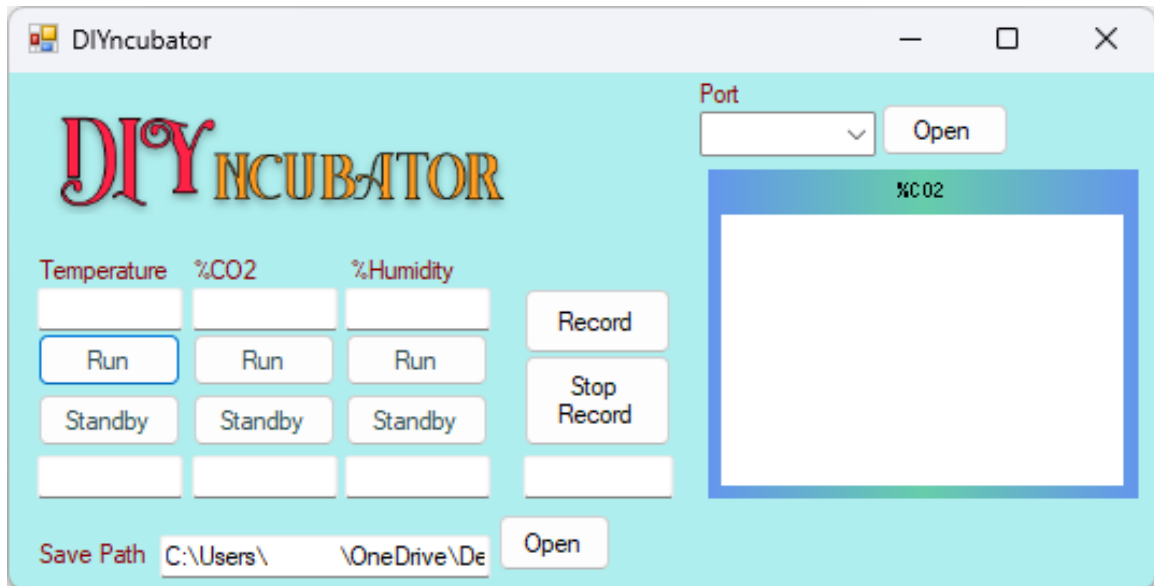 DIYncubator
DIYNCUBATOR
Port
Open
%CO2
Temperature %CO2 %Humidity
Run Run Run
Standby Standby Standby
Record
Stop
Record
Save Path C:\Users\ \OneDrive\De
Open